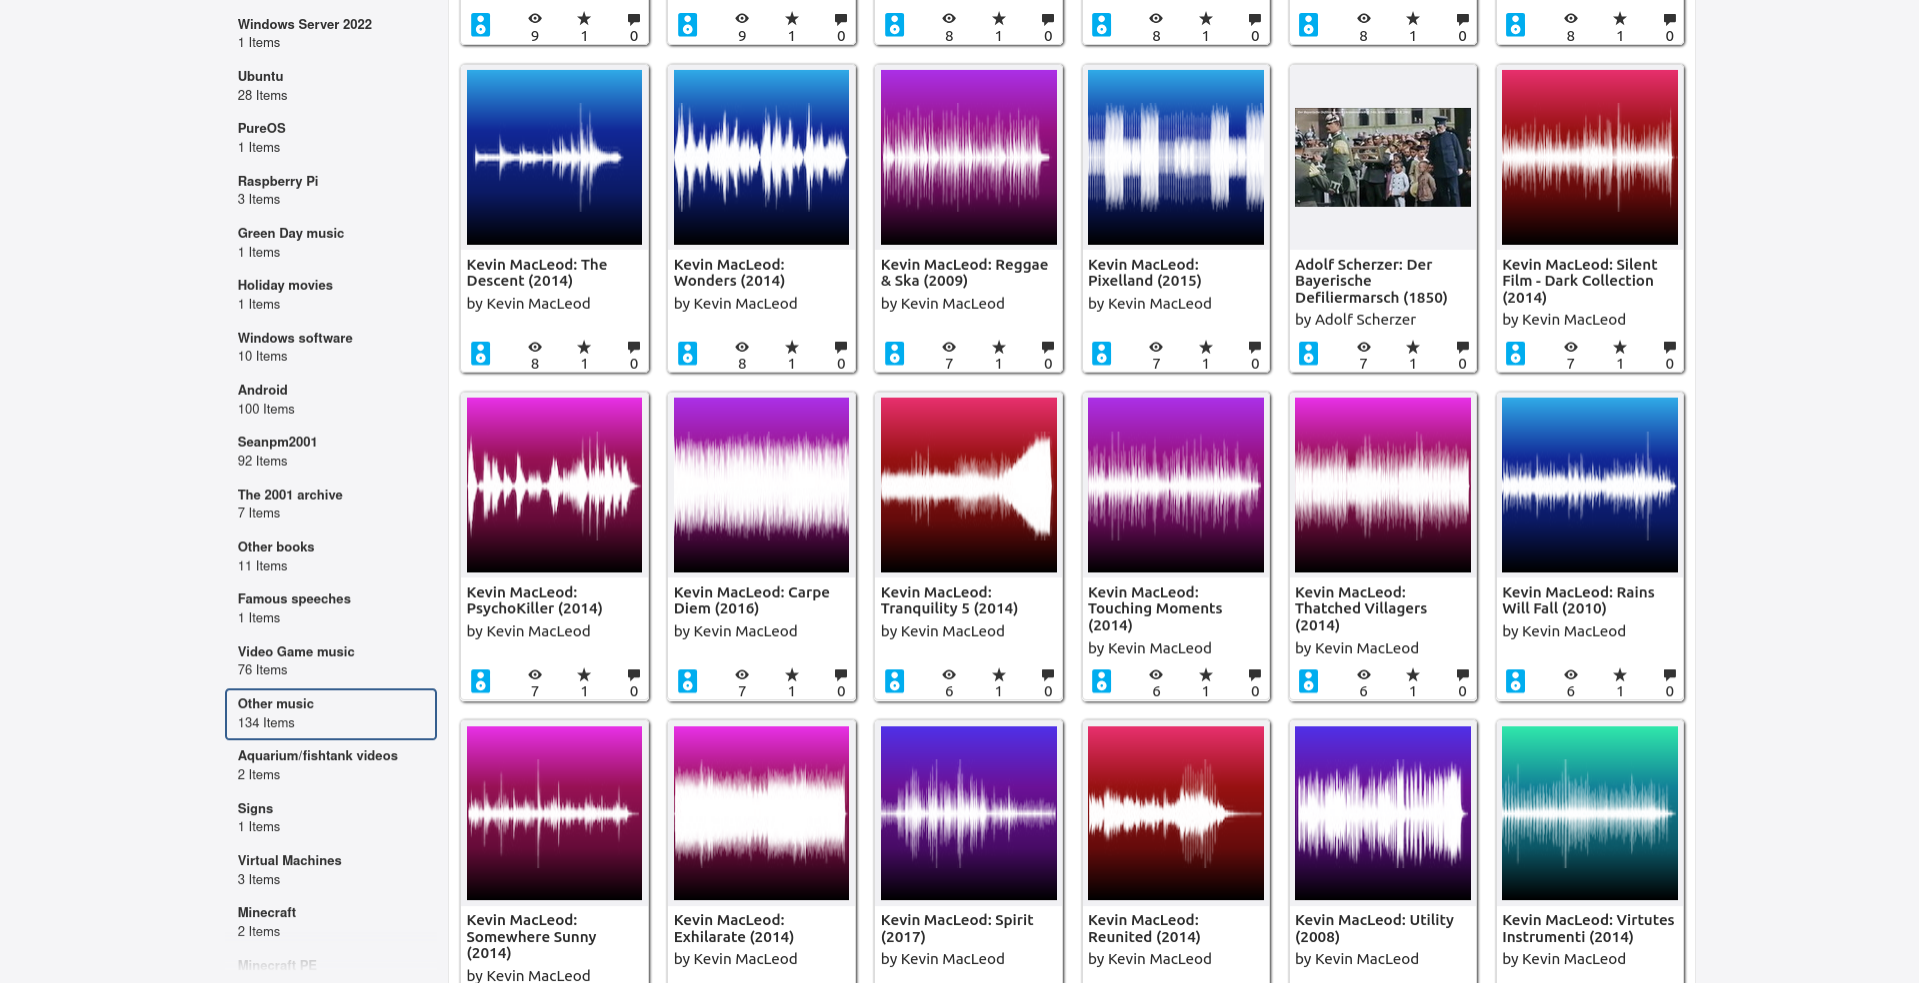 Windows Server 2022
1 Items
Ubuntu
28 Items
PureOS
1 Items
Raspberry Pi
3 Items
Green Day music
1 Items
Holiday movies
1 Items
Windows software
10 Items
Android
100 Items
Seanpm2001
92 Items
The 2001 archive
7 Items
Other books
11 Items
Famous speeches
1 Items
Video Game music
76 Items
Other music
134 Items
Aquarium/fishtank videos
2 Items
Signs
1 Items
Virtual Machines
3 Items
Minecraft
2 Items
Minecraft PE
9 1 0
9 1 0
8 1 0
8 1 0
8 1 0
8 1 0
Kevin MacLeod: The
Descent (2014)
by Kevin MacLeod
8 1 0
Kevin MacLeod:
Wonders (2014)
by Kevin MacLeod
8 1 0
Kevin MacLeod: Reggae
& Ska (2009)
by Kevin MacLeod
7 1 0
Kevin MacLeod:
Pixelland (2015)
by Kevin MacLeod
7 1 0
Adolf Scherzer: Der
Bayerische
Defiliermarsch (1850)
by Adolf Scherzer
7 1 0
Kevin MacLeod: Silent
Film - Dark Collection
(2014)
by Kevin MacLeod
7 1 0
Kevin MacLeod:
PsychoKiller (2014)
by Kevin MacLeod
7 1 0
Kevin MacLeod: Carpe
Diem (2016)
by Kevin MacLeod
7 1 0
Kevin MacLeod:
Tranquility 5 (2014)
by Kevin MacLeod
6 1 0
Kevin MacLeod:
Touching Moments
(2014)
by Kevin MacLeod
6 1 0
Kevin MacLeod:
Thatched Villagers
(2014)
by Kevin MacLeod
6 1 0
Kevin MacLeod: Rains
Will Fall (2010)
by Kevin MacLeod
6 1 0
Kevin MacLeod:
Somewhere Sunny
(2014)
by Kevin MacLeod
Kevin MacLeod:
Exhilarate (2014)
by Kevin MacLeod
Kevin MacLeod: Spirit
(2017)
by Kevin MacLeod
Kevin MacLeod:
Reunited (2014)
by Kevin MacLeod
Kevin MacLeod: Utility
(2008)
by Kevin MacLeod
Kevin MacLeod: Virtutes
Instrumenti (2014)
by Kevin MacLeod